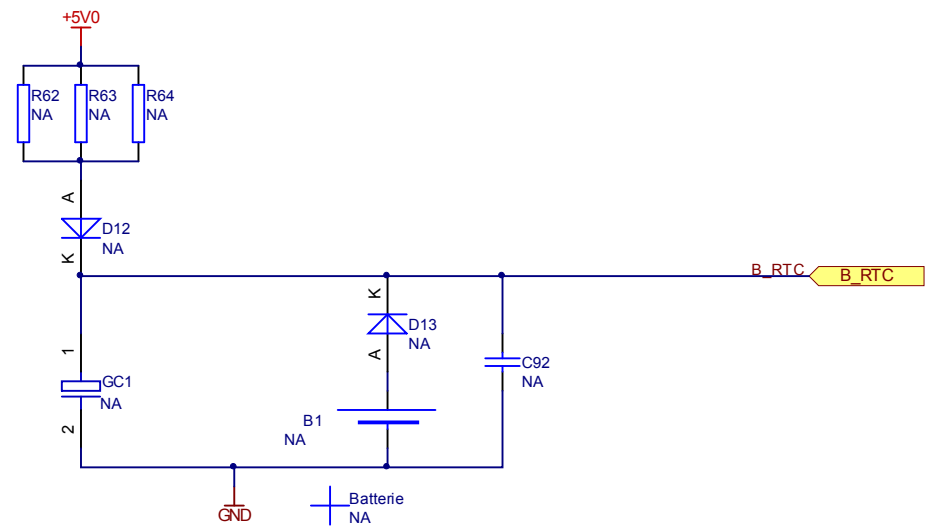 +5V0
R62
NA
R63
NA
R64
NA
A
D12
NA
K
B_RTC
B_RTC
K
D13
NA
A
1
GC1
NA
2
C92
NA
B1
NA
Batterie
NA
GND